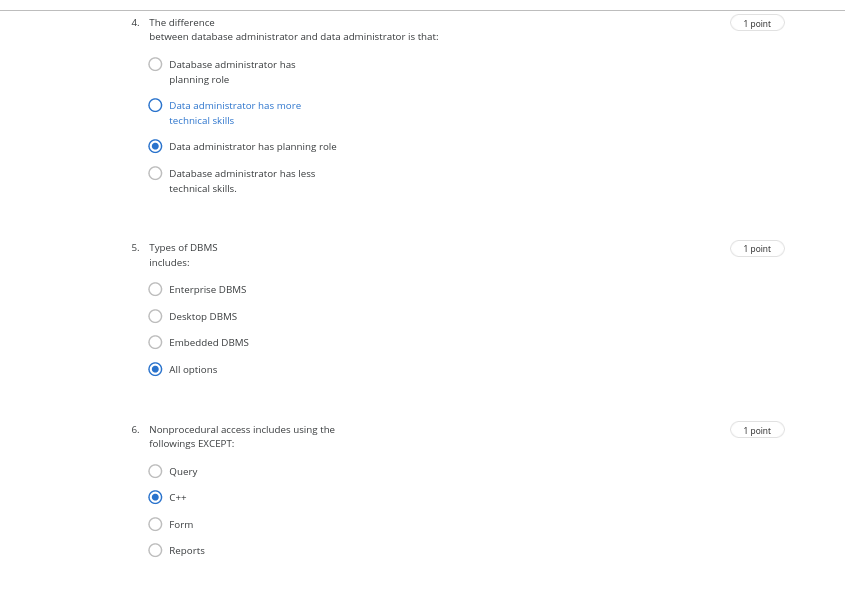 4. The difference 1 point
between database administrator and data administrator is that:
Database administrator has
planning role
Data administrator has more
technical skills
Data administrator has planning role
Database administrator has less
technical skills.
5. Types of DBMS 1 point
includes:
Enterprise DBMS
Desktop DBMS
Embedded DBMS
All options
6. Nonprocedural access includes using the 1 point
followings EXCEPT:
Query
C++
Form
Reports